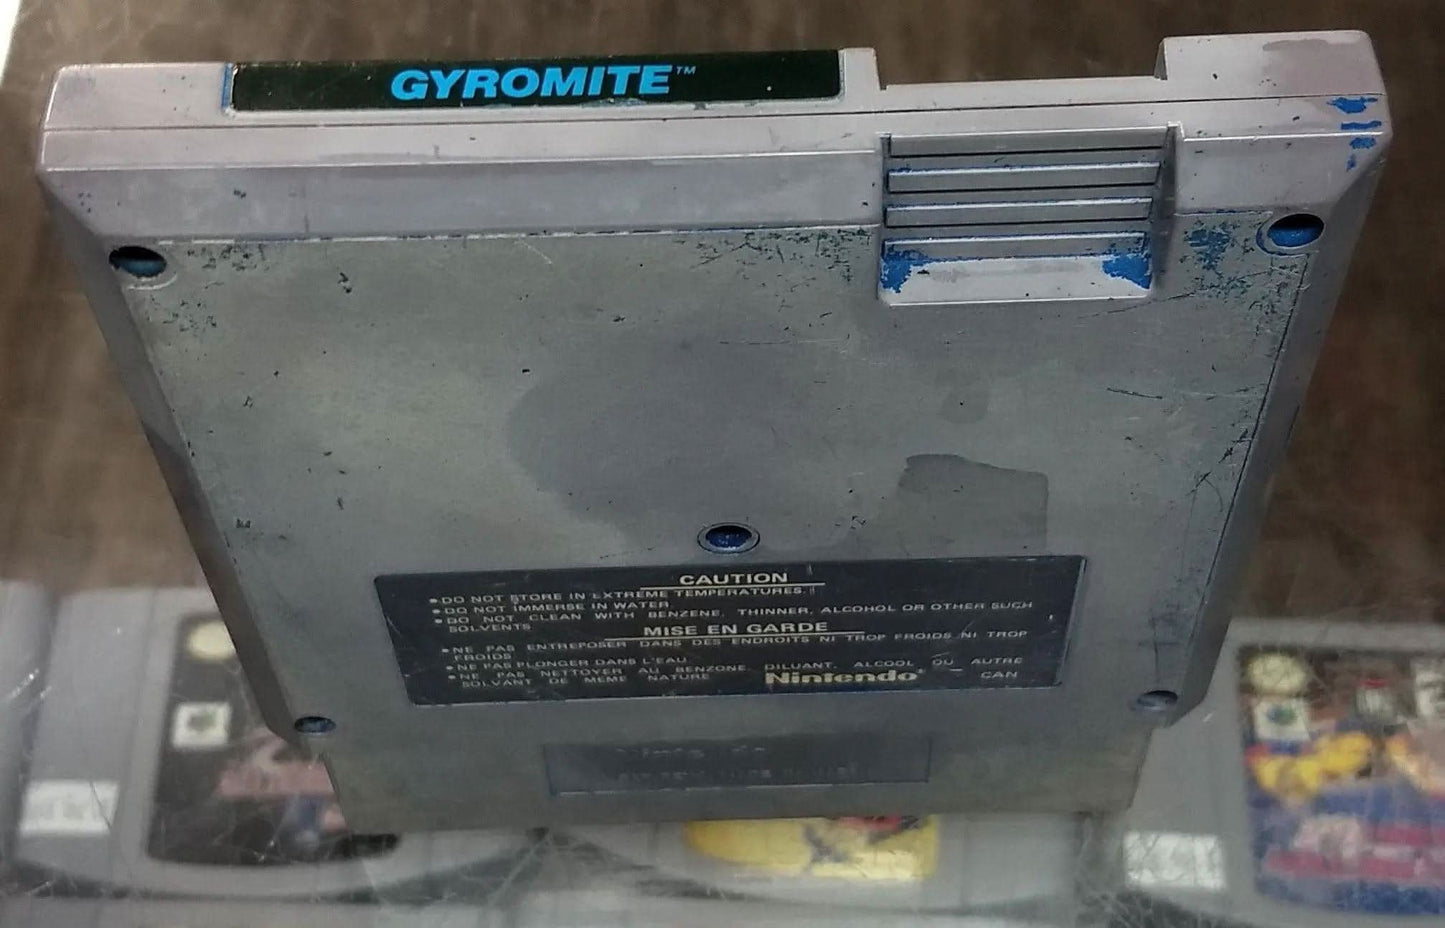 GYROMITE™
CAUTION
•DO NOT STORE IN EXTREME TEMPERATURES.
•DO NOT IMMERSE IN WATER.
•DO NOT CLEAN WITH BENZENE, THINNER, ALCOHOL OR OTHER SUCH
SOLVENTS
MISE EN GARDE
•NE PAS ENTREPOSER DANS DES ENDROITS NI TROP FROIDS NI TROP
FROIDS
•NE PAS PLONGER DANS L'EAU
•NE PAS NETTOYER AU BENZONE, DILUANT, ALCOOL OU AUTRE
SOLVANT DE MEME NATURE
Nintendo®
CAN
Nintendo